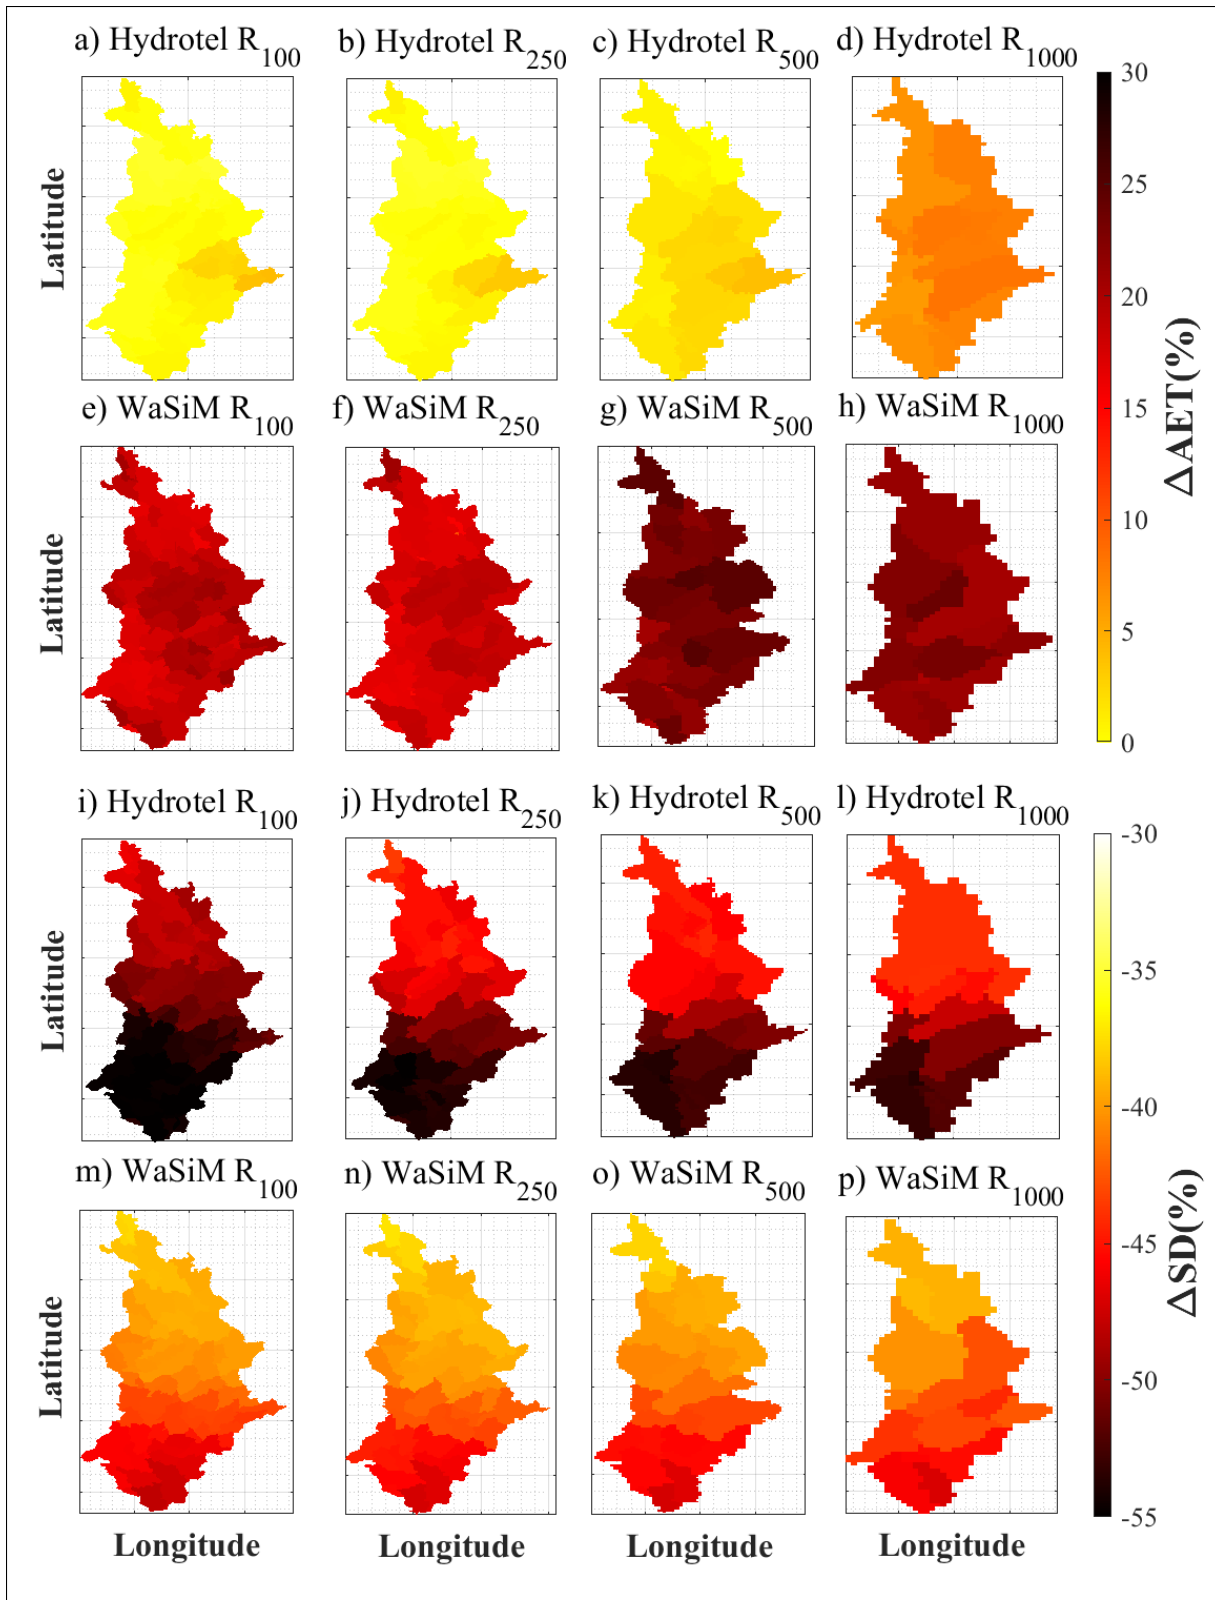 a) Hydrotel R100
b) Hydrotel R250
c) Hydrotel R500
d) Hydrotel R1000
Latitude
30
25
20
15
10
5
0
ΔAET(%)
e) WaSiM R100
f) WaSiM R250
g) WaSiM R500
h) WaSiM R1000
Latitude
i) Hydrotel R100
j) Hydrotel R250
k) Hydrotel R500
l) Hydrotel R1000
Latitude
-30
-35
-40
-45
-50
-55
ΔSD(%)
m) WaSiM R100
n) WaSiM R250
o) WaSiM R500
p) WaSiM R1000
Latitude
Longitude
Longitude
Longitude
Longitude